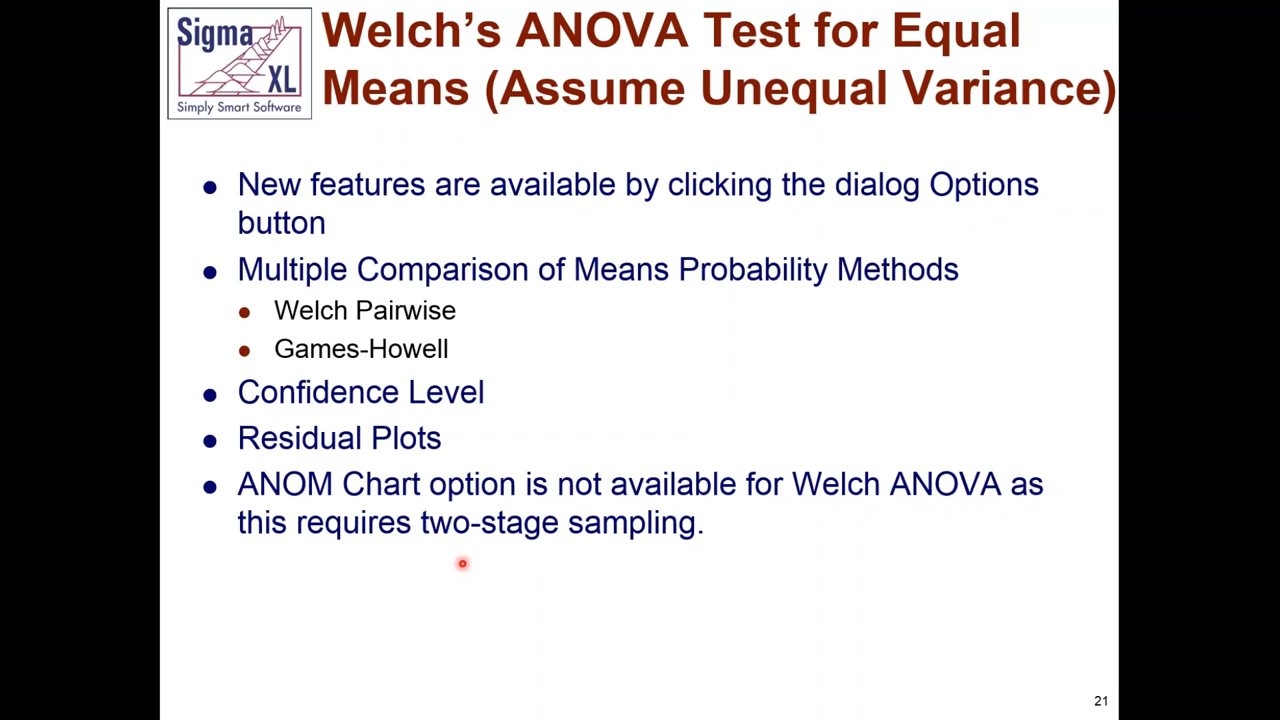 Sigma
XL
Simply Smart Software
Welch's ANOVA Test for Equal
Means (Assume Unequal Variance)
● New features are available by clicking the dialog Options
button
● Multiple Comparison of Means Probability Methods
● Welch Pairwise
● Games-Howell
● Confidence Level
● Residual Plots
● ANOM Chart option is not available for Welch ANOVA as
this requires two-stage sampling.
21